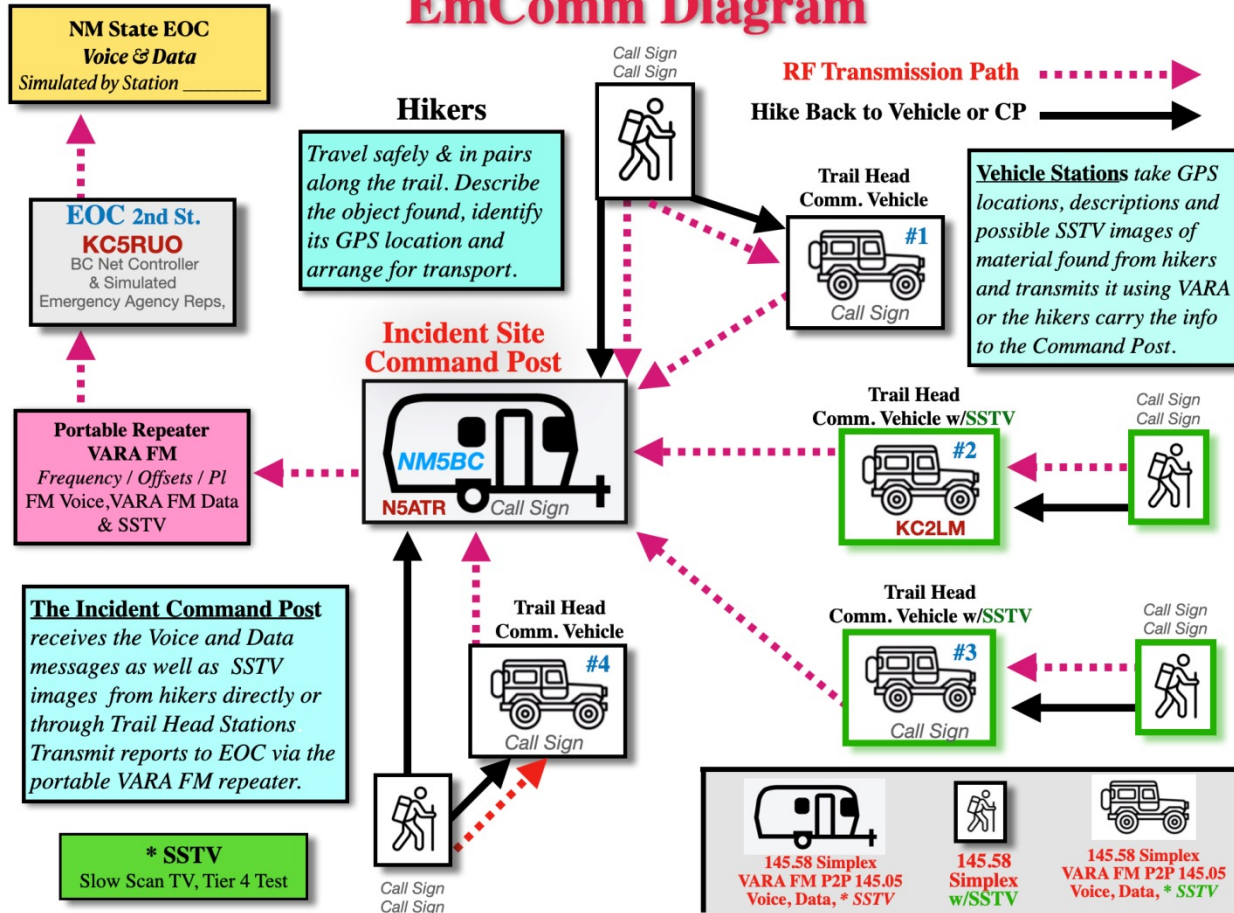 EmComm Diagram
NM State EOC
Voice & Data
Simulated by Station ________
EOC 2nd St.
KC5RUO
BC Net Controller
& Simulated
Emergency Agency Reps,
Portable Repeater
VARA FM
Frequency / Offsets / Pl
FM Voice,VARA FM Data
& SSTV
The Incident Command Post
receives the Voice and Data
messages as well as SSTV
images from hikers directly or
through Trail Head Stations
Transmit reports to EOC via the
portable VARA FM repeater.
* SSTV
Slow Scan TV, Tier 4 Test
Hikers
Travel safely & in pairs
along the trail. Describe
the object found, identify
its GPS location and
arrange for transport.
Call Sign
Call Sign
RF Transmission Path
Hike Back to Vehicle or CP
Trail Head
Comm. Vehicle
#1
Call Sign
Vehicle Stations take GPS
locations, descriptions and
possible SSTV images of
material found from hikers
and transmits it using VARA
or the hikers carry the info
to the Command Post.
Incident Site
Command Post
NM5BC
N5ATR
Call Sign
Trail Head
Comm. Vehicle w/SSTV
#2
KC2LM
Call Sign
Call Sign
Trail Head
Comm. Vehicle w/SSTV
#3
Call Sign
Call Sign
Call Sign
Trail Head
Comm. Vehicle
#4
Call Sign
Call Sign
Call Sign
145.58 Simplex
VARA FM P2P 145.05
Voice, Data, * SSTV
145.58
Simplex
w/SSTV
145.58 Simplex
VARA FM P2P 145.05
Voice, Data, * SSTV